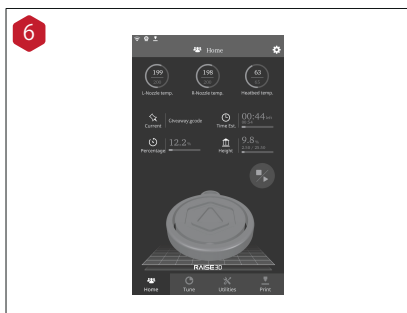 6
Home
199
198
63
L-Nozzle temp.
R-Nozzle temp.
Heatbed temp.
Current
Giveaway.gcode
Time Est.
00:44
Percentage
12.2%
Height
9.8%
RAISE3D
Home
Tune
Utilities
Print